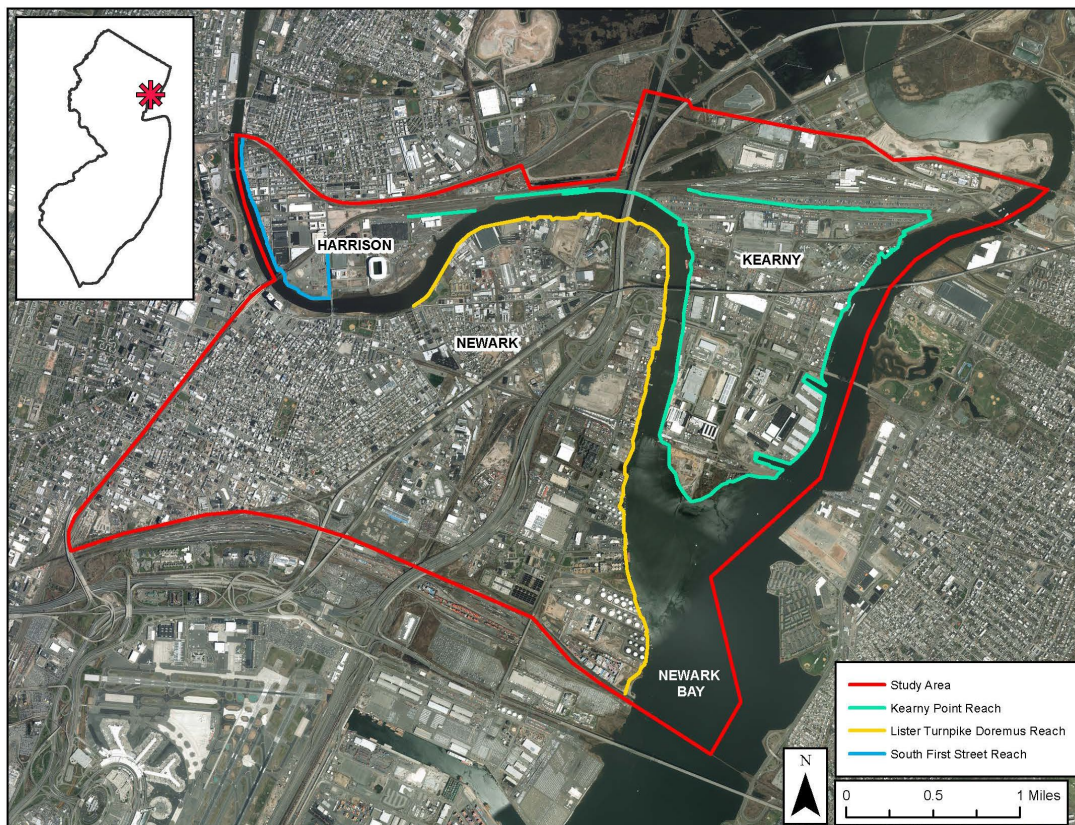 HARRISON
KEARNY
NEWARK
NEWARK
BAY
Study Area
Kearny Point Reach
Lister Turnpike Doremus Reach
South First Street Reach
N
0 0.5 1 Miles